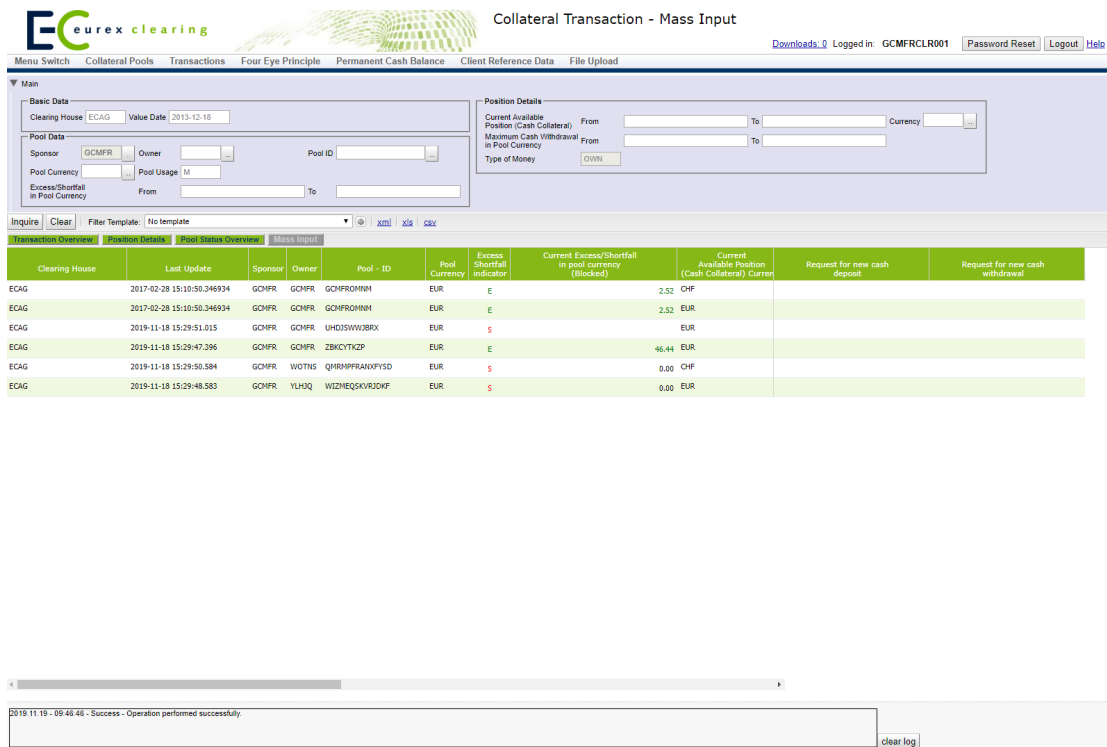 eurex clearing
Collateral Transaction - Mass Input
Downloads: 0 Logged in: GCMFRCLR001 Password Reset Logout Help
Menu Switch Collateral Pools Transactions Four Eye Principle Permanent Cash Balance Client Reference Data File Upload
Main
Basic Data
Clearing House ECAG Value Date 2013-12-18
Pool Data
Sponsor GCMFR .. Owner .. Pool ID ..
Pool Currency .. Pool Usage M
Excess/Shortfall
in Pool Currency From To
Position Details
Current Available
Position (Cash Collateral) From To Currency ..
Maximum Cash Withdrawal
in Pool Currency From To
Type of Money OWN
Inquire Clear Filter Template: No template xml xls csv
Transaction Overview Position Details Pool Status Overview Mass Input
Clearing House Last Update Sponsor Owner Pool - ID Pool Currency Excess Shortfall indicator Current Excess/Shortfall in pool currency (Blocked) Current Available Position (Cash Collateral) Curren Request for new cash deposit Request for new cash withdrawal
ECAG 2017-02-28 15:10:50.346934 GCMFR GCMFR GCMFROMNM EUR E 2.52 CHF
ECAG 2017-02-28 15:10:50.346934 GCMFR GCMFR GCMFROMNM EUR E 2.52 EUR
ECAG 2019-11-18 15:29:51.015 GCMFR GCMFR UHDJSWWJBRX EUR S EUR
ECAG 2019-11-18 15:29:47.396 GCMFR GCMFR ZBKCYTKZP EUR E 46.44 EUR
ECAG 2019-11-18 15:29:50.584 GCMFR WOTNS QMRMPFRANXFYSD EUR S 0.00 CHF
ECAG 2019-11-18 15:29:48.583 GCMFR YLHJQ WIZMEQSKVRJDKF EUR S 0.00 EUR
2019.11.19 - 09:46:46 - Success - Operation performed successfully.
clear log